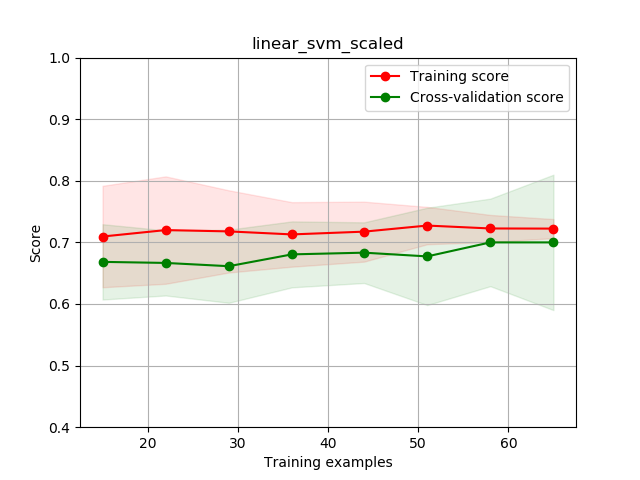 linear_svm_scaled
1.0
0.9
0.8
0.7
0.6
0.5
0.4
Score
Training score
Cross-validation score
20
30
40
50
60
Training examples